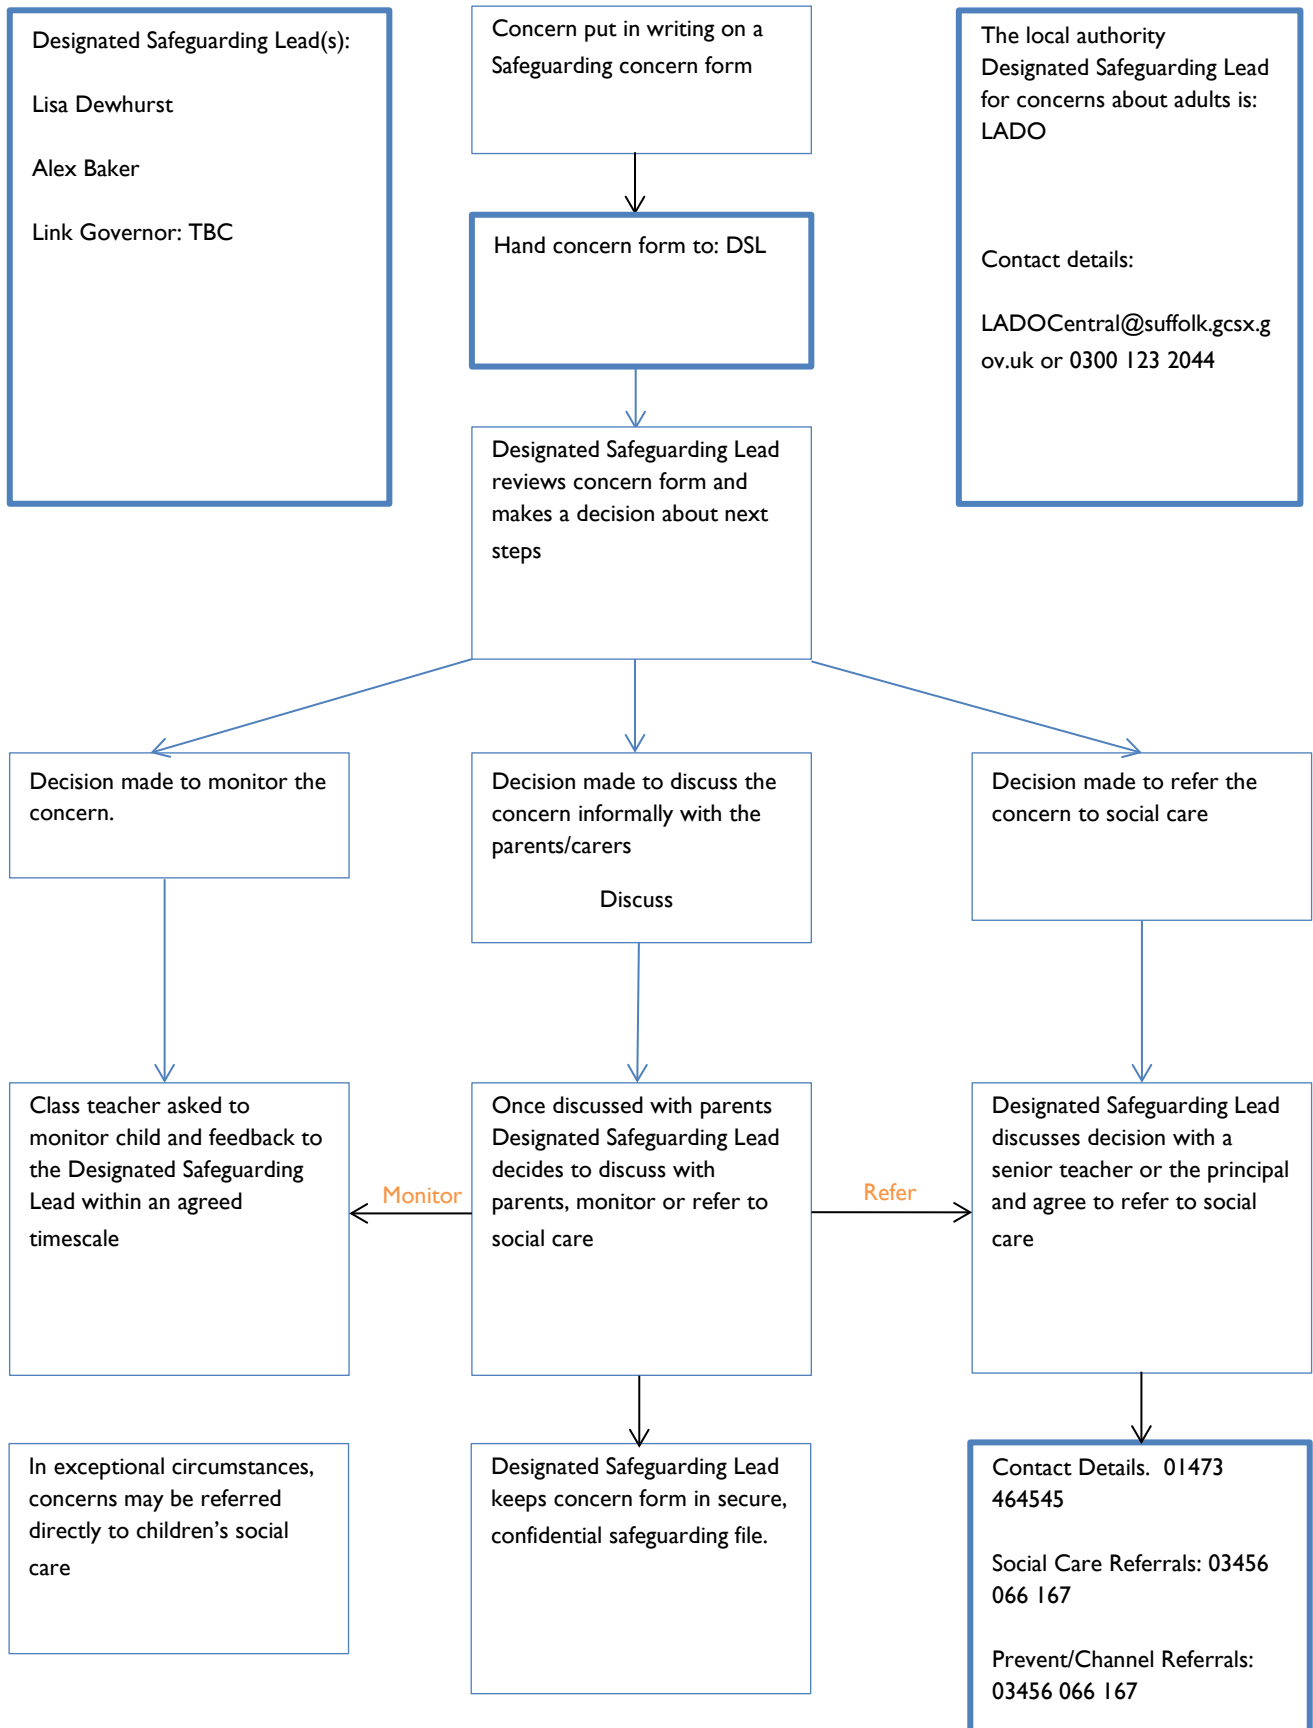 Designated Safeguarding Lead(s):
Lisa Dewhurst
Alex Baker
Link Governor: TBC
Concern put in writing on a
Safeguarding concern form
The local authority
Designated Safeguarding Lead
for concerns about adults is:
LADO
Contact details:
LADOCentral@suffolk.gcsx.g
ov.uk or 0300 123 2044
Hand concern form to: DSL
Designated Safeguarding Lead
reviews concern form and
makes a decision about next
steps
Decision made to monitor the
concern.
Decision made to discuss the
concern informally with the
parents/carers
Discuss
Decision made to refer the
concern to social care
Class teacher asked to
monitor child and feedback to
the Designated Safeguarding
Lead within an agreed
timescale
Monitor
Once discussed with parents
Designated Safeguarding Lead
decides to discuss with
parents, monitor or refer to
social care
Refer
Designated Safeguarding Lead
discusses decision with a
senior teacher or the principal
and agree to refer to social
care
In exceptional circumstances,
concerns may be referred
directly to children’s social
care
Designated Safeguarding Lead
keeps concern form in secure,
confidential safeguarding file.
Contact Details.  01473
464545
Social Care Referrals: 03456
066 167
Prevent/Channel Referrals:
03456 066 167